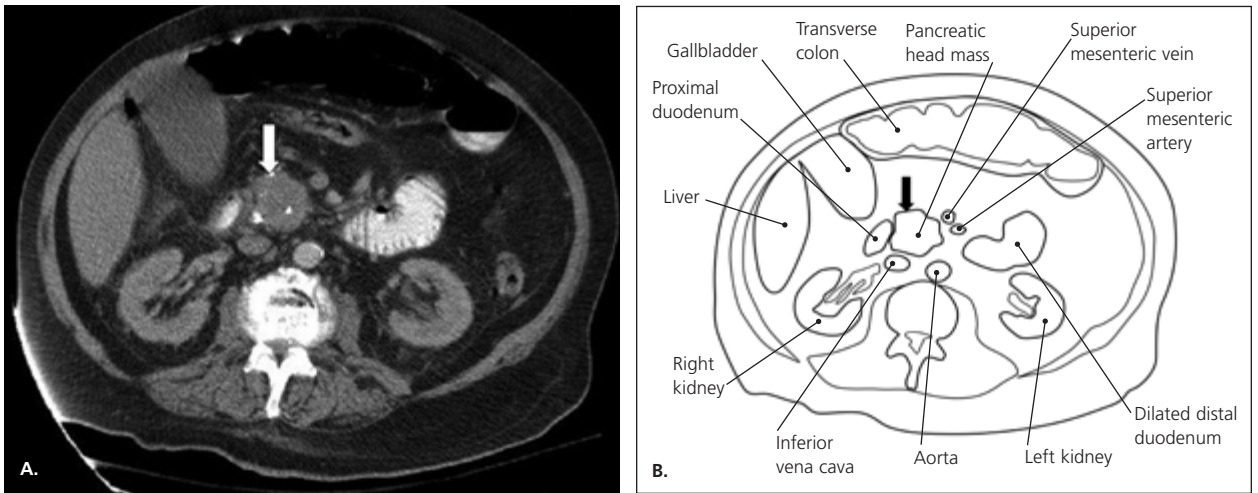 A.
Gallbladder
Transverse
colon
Pancreatic
head mass
Superior
mesenteric vein
Proximal
duodenum
Superior
mesenteric
artery
Liver
Right
kidney
Inferior
vena cava
Aorta
Left kidney
Dilated distal
duodenum
B.